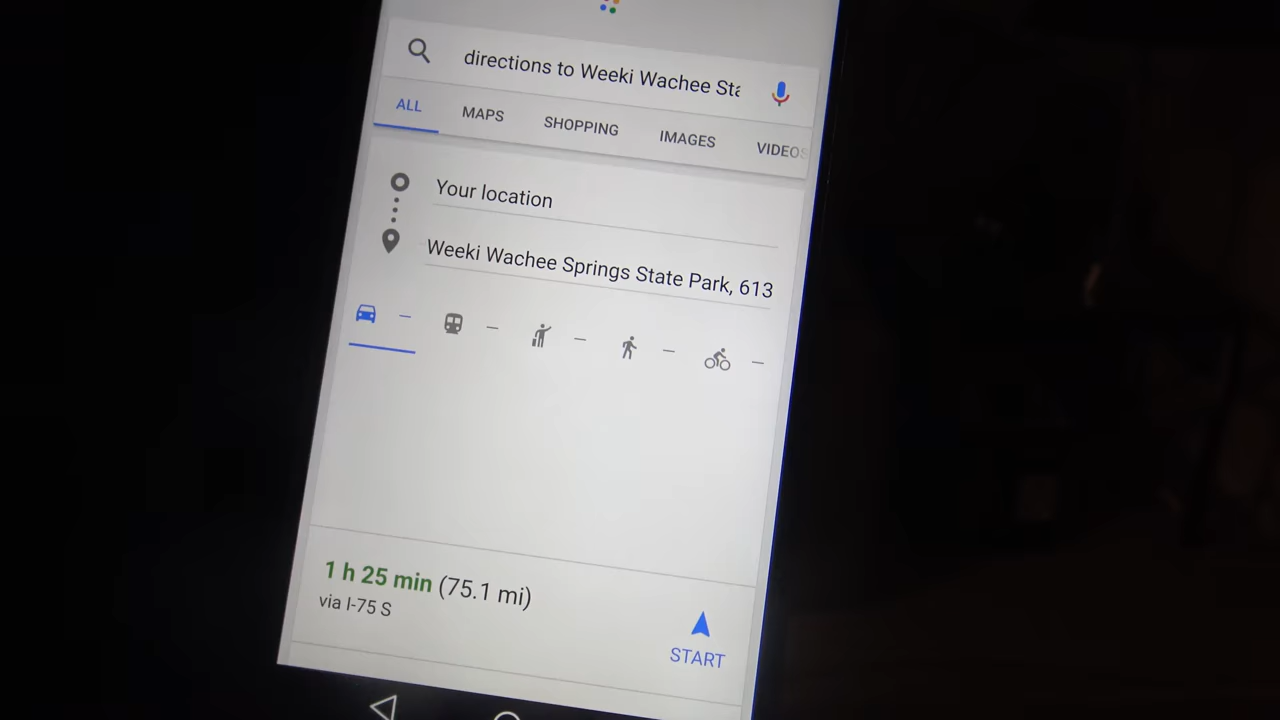 directions to Weeki Wachee Sta
ALL MAPS SHOPPING IMAGES VIDEOS
Your location
Weeki Wachee Springs State Park, 613
1 h 25 min (75.1 mi)
via I-75 S
START